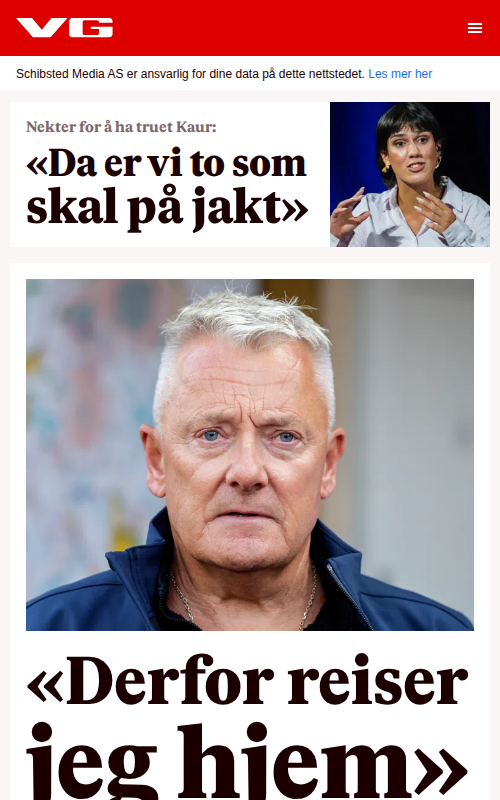 VG
Schibsted Media AS er ansvarlig for dine data på dette nettstedet. Les mer her
Nekter for å ha truet Kaur:
«Da er vi to som
skal på jakt»
«Derfor reiser
jeg hjem»